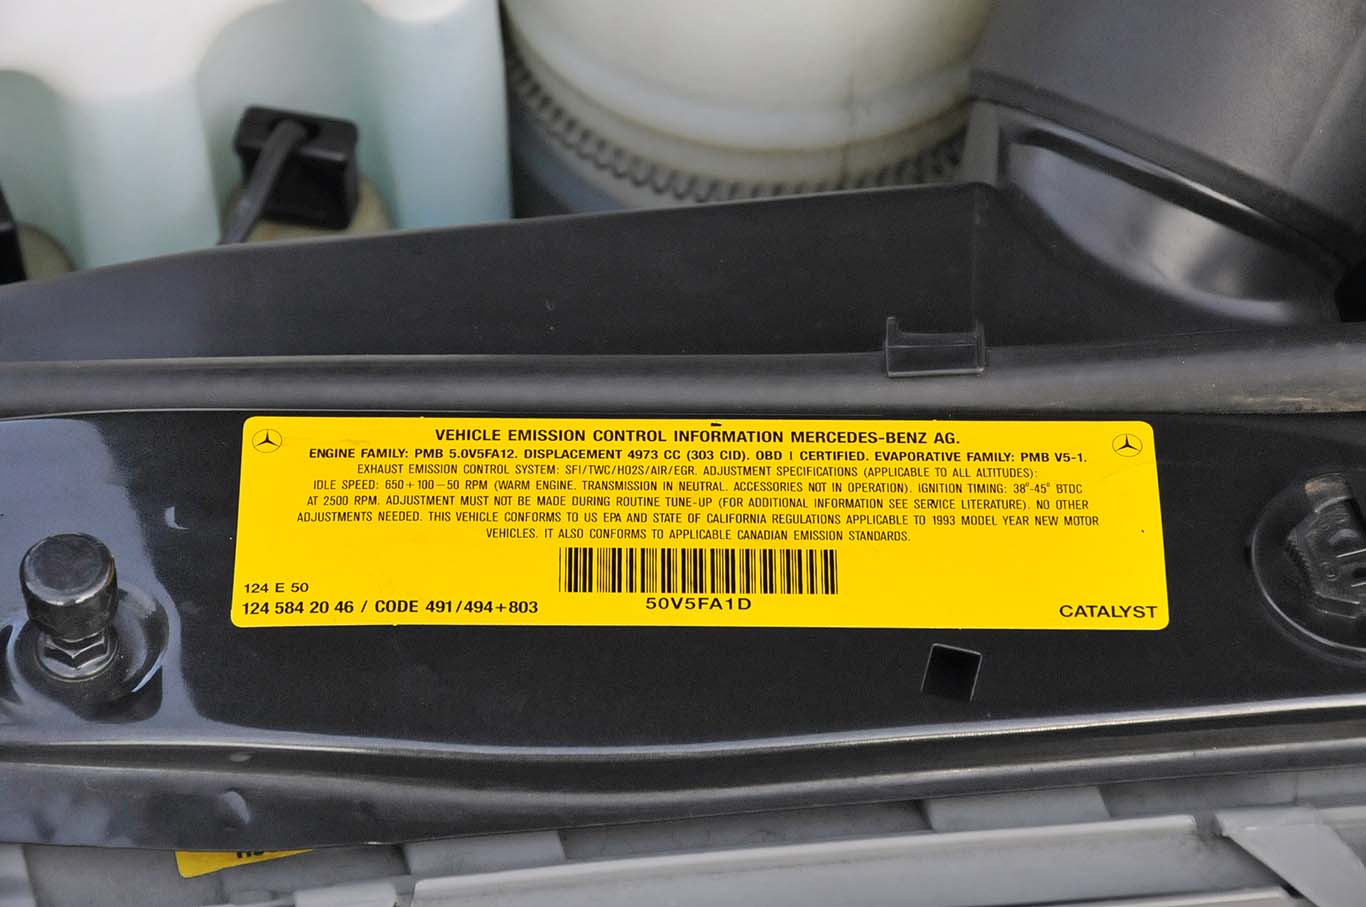 VEHICLE EMISSION CONTROL INFORMATION MERCEDES-BENZ AG.
ENGINE FAMILY: PMB 5.0V5FA12. DISPLACEMENT 4973 CC (303 CID). OBD I CERTIFIED. EVAPORATIVE FAMILY: PMB V5-1.
EXHAUST EMISSION CONTROL SYSTEM: SFI/TWC/HO2S/AIR/EGR. ADJUSTMENT SPECIFICATIONS (APPLICABLE TO ALL ALTITUDES):
IDLE SPEED: 650+100–50 RPM (WARM ENGINE. TRANSMISSION IN NEUTRAL. ACCESSORIES NOT IN OPERATION). IGNITION TIMING: 38°-45° BTDC
AT 2500 RPM. ADJUSTMENT MUST NOT BE MADE DURING ROUTINE TUNE-UP (FOR ADDITIONAL INFORMATION SEE SERVICE LITERATURE). NO OTHER
ADJUSTMENTS NEEDED. THIS VEHICLE CONFORMS TO US EPA AND STATE OF CALIFORNIA REGULATIONS APPLICABLE TO 1993 MODEL YEAR NEW MOTOR
VEHICLES. IT ALSO CONFORMS TO APPLICABLE CANADIAN EMISSION STANDARDS.
124 E 50
124 584 20 46 / CODE 491/494+803
50V5FA1D
CATALYST